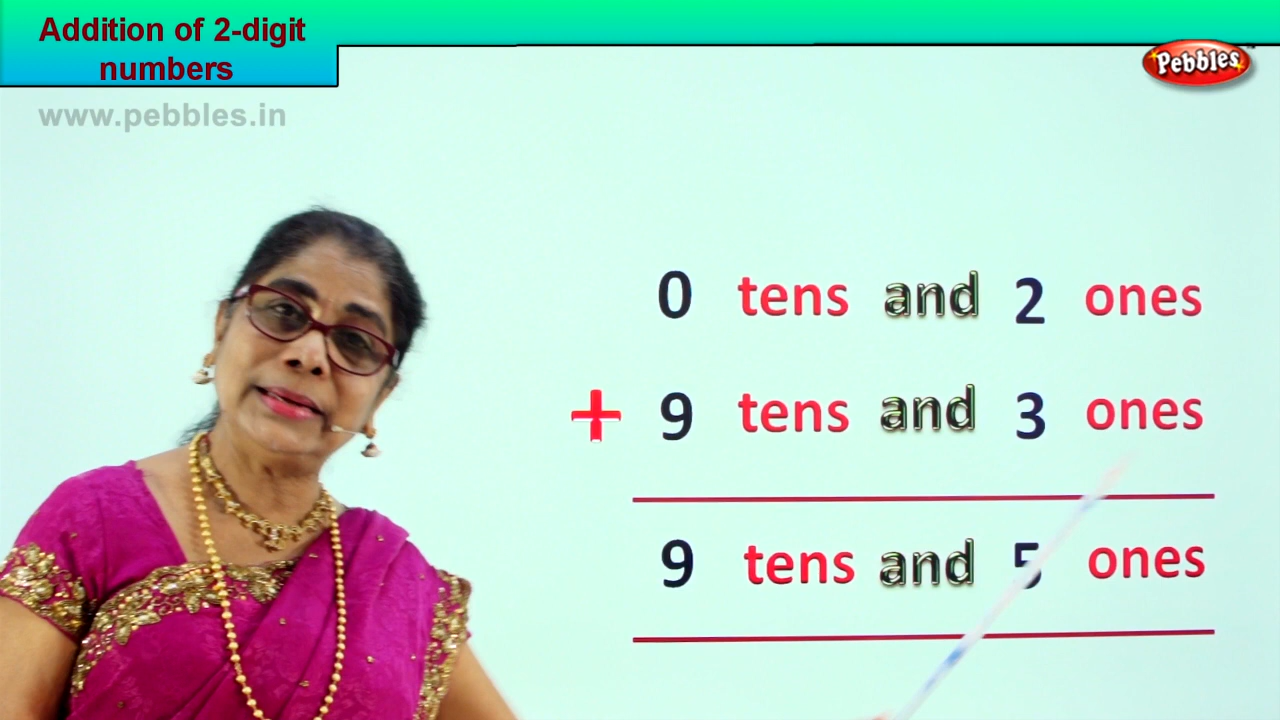 Addition of 2-digit
numbers
Pebbles
www.pebbles.in
0 tens and 2 ones
+ 9 tens and 3 ones
9 tens and 5 ones